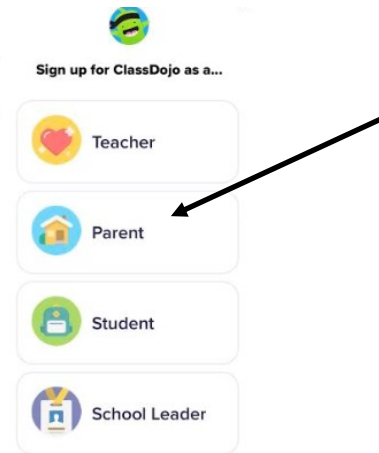 Sign up for ClassDojo as a...
Teacher
Parent
Student
School Leader